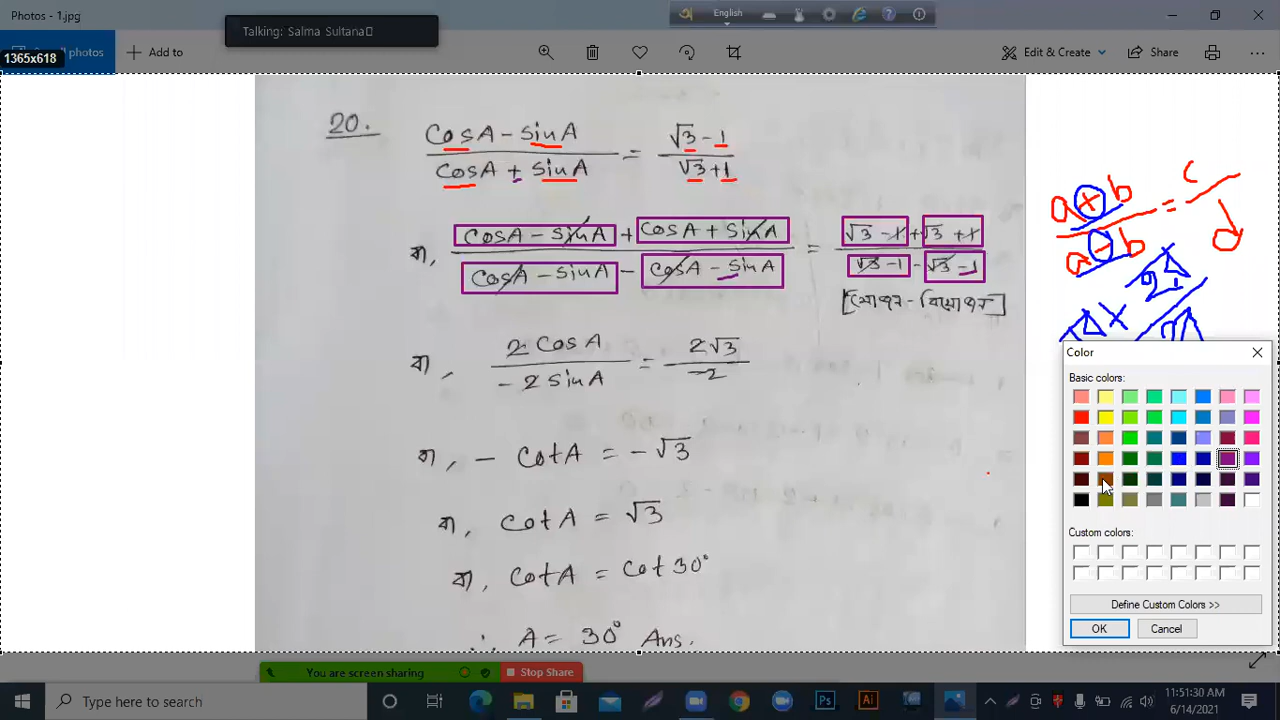 Photos - 1.jpg
Talking: Salma Sultana
English
photos
Add to
Edit & Create
Share
1365x618
20.
CosA - sinA / CosA + sinA = √3 - 1 / √3 + 1
বা, CosA - sinA + CosA + sinA / CosA - sinA - CosA - sinA = √3 - 1 + √3 + 1 / √3 - 1 - √3 - 1
[যোজন - বিয়োজন]
বা, 2 CosA / -2 sinA = 2√3 / -2
বা, - CotA = - √3
বা, CotA = √3
বা, CotA = Cot 30°
∴ A = 30° Ans.
a + b / a - b = c / d
Color
Basic colors:
Custom colors:
Define Custom Colors >>
OK
Cancel
You are screen sharing
Stop Share
Type here to search
Ps
Ai
11:51:30 AM
6/14/2021